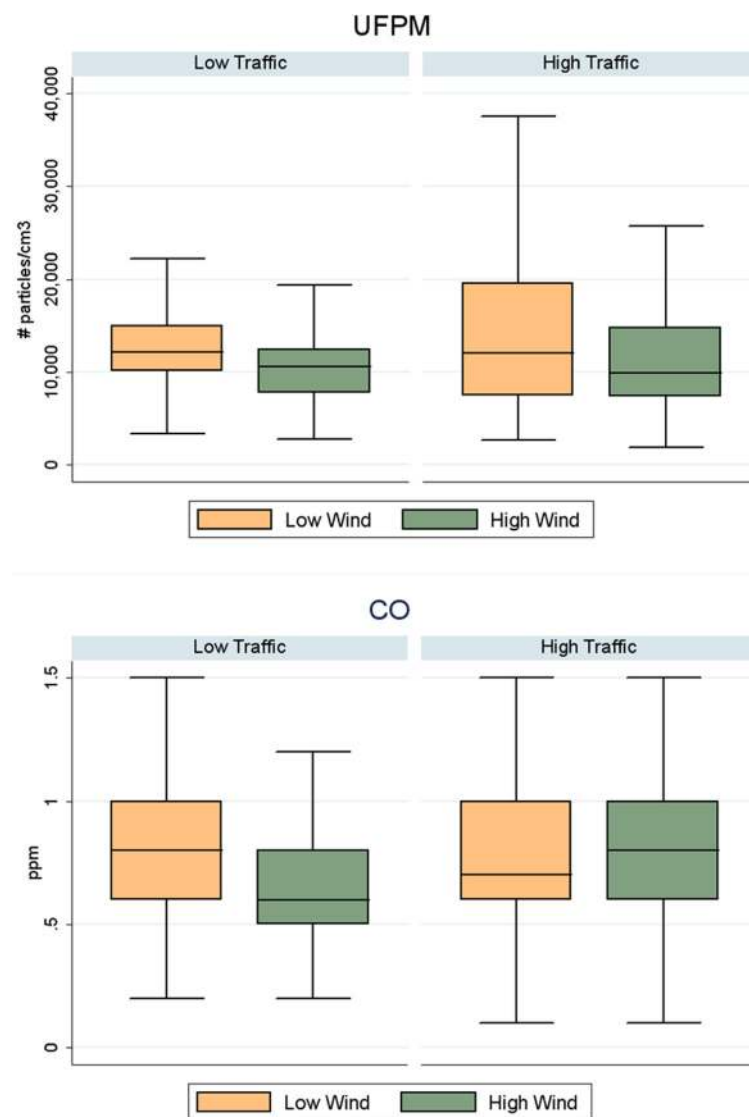 UFPM
Low Traffic High Traffic
40,000
30,000
20,000
10,000
0
# particles/cm3
Low Wind High Wind
CO
Low Traffic High Traffic
1.5
1
.5
0
ppm
Low Wind High Wind